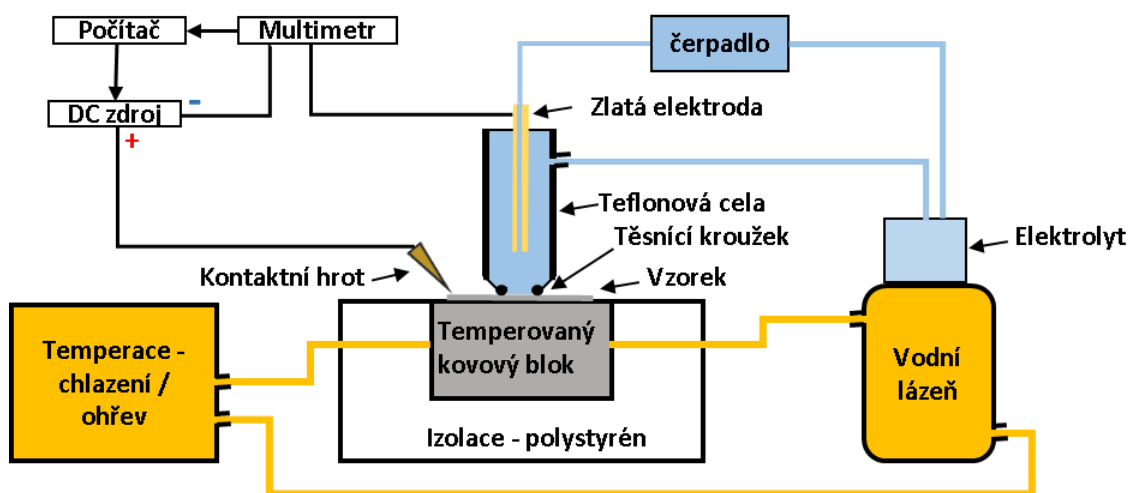 Počítač
Multimetr
čerpadlo
DC zdroj
-
+
Zlatá elektroda
Teflonová cela
Těsnící kroužek
Elektrolyt
Kontaktní hrot
Vzorek
Temperace -
chlazení /
ohřev
Temperovaný
kovový blok
Vodní
lázeň
Izolace - polystyrén